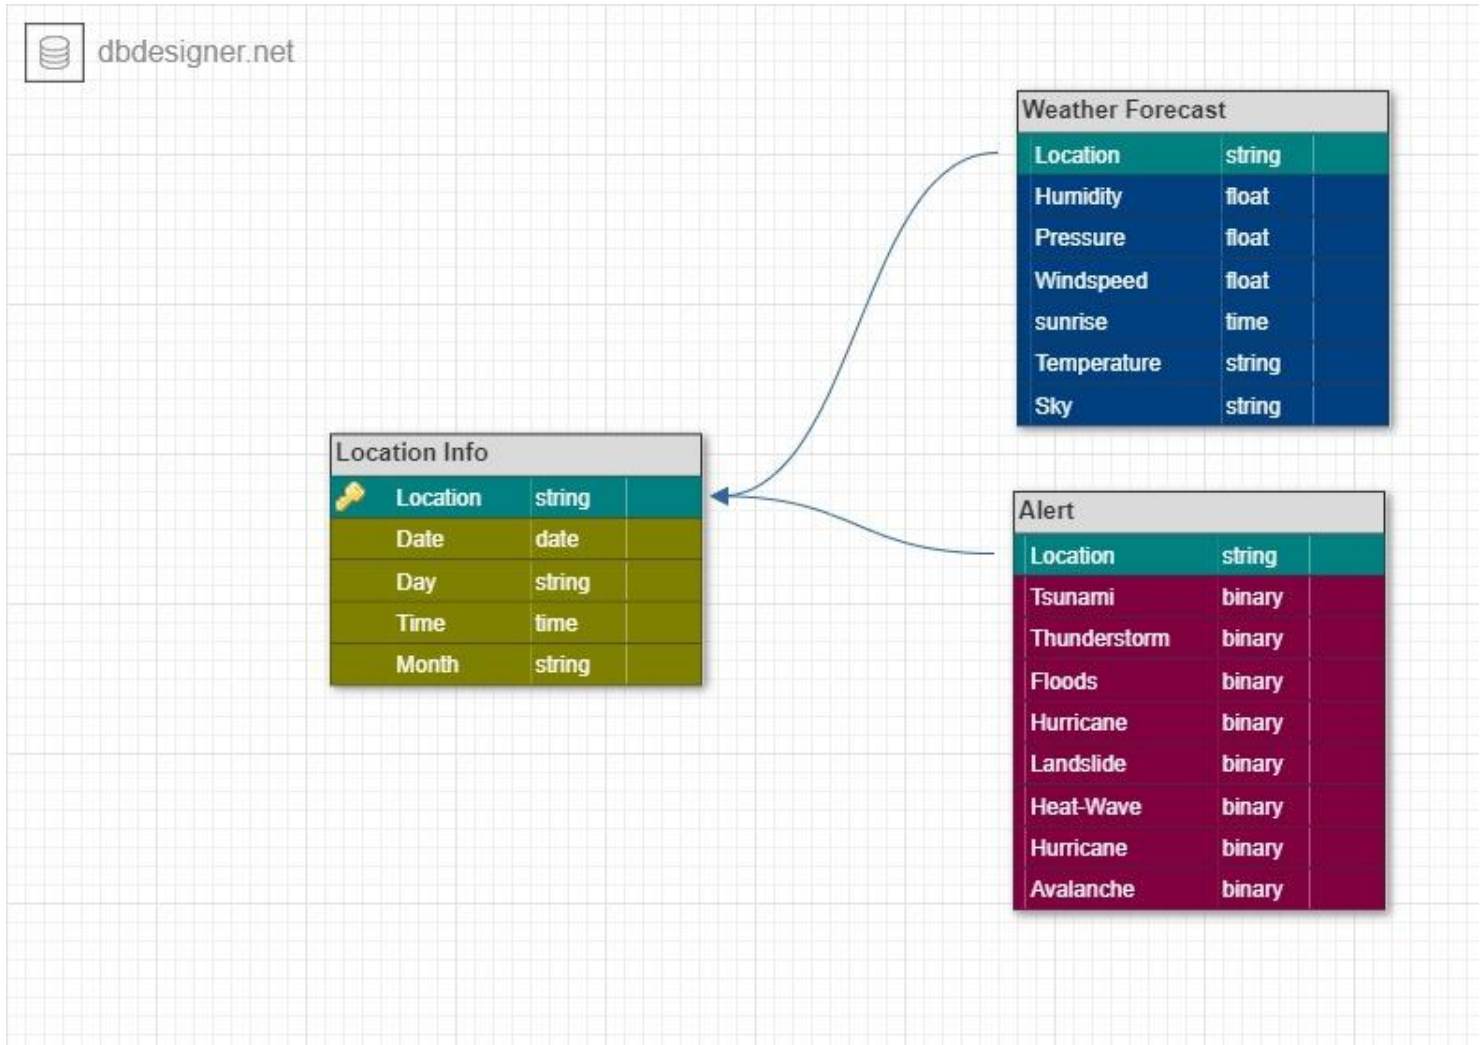 dbdesigner.net
Weather Forecast
Location string
Humidity float
Pressure float
Windspeed float
sunrise time
Temperature string
Sky string
Location Info
Location string
Date date
Day string
Time time
Month string
Alert
Location string
Tsunami binary
Thunderstorm binary
Floods binary
Hurricane binary
Landslide binary
Heat-Wave binary
Hurricane binary
Avalanche binary